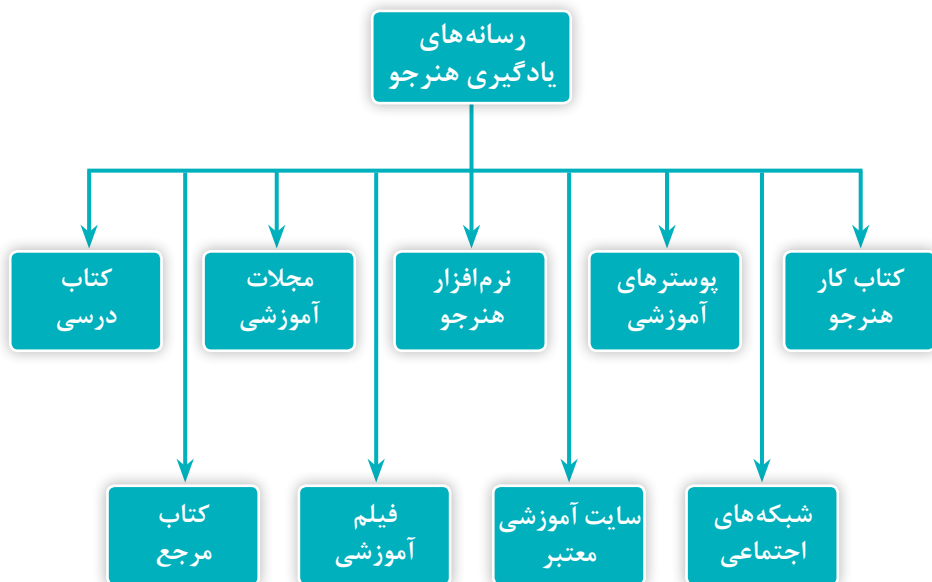 رسانه‌های
یادگیری هنرجو
کتاب کار
هنرجو
پوسترهای
آموزشی
نرم‌افزار
هنرجو
مجلات
آموزشی
کتاب
درسی
شبکه‌های
اجتماعی
سایت آموزشی
معتبر
فیلم
آموزشی
کتاب
مرجع